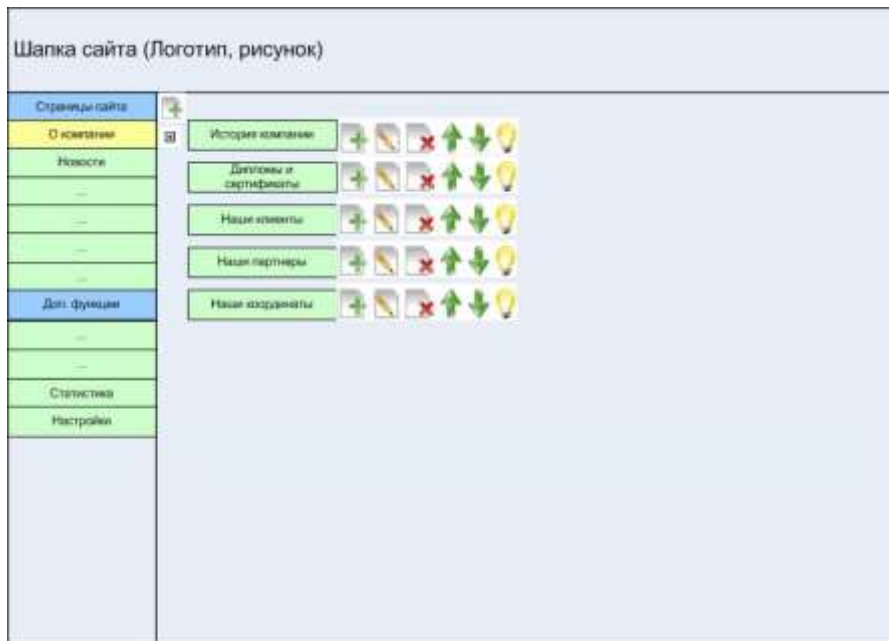 Шапка сайта (Логотип, рисунок)
Страницы сайта
О компании
Новости
...
...
...
...
Доп. функции
...
...
Статистика
Настройки
История компании
Дипломы и
сертификаты
Наши клиенты
Наши партнеры
Наши координаты